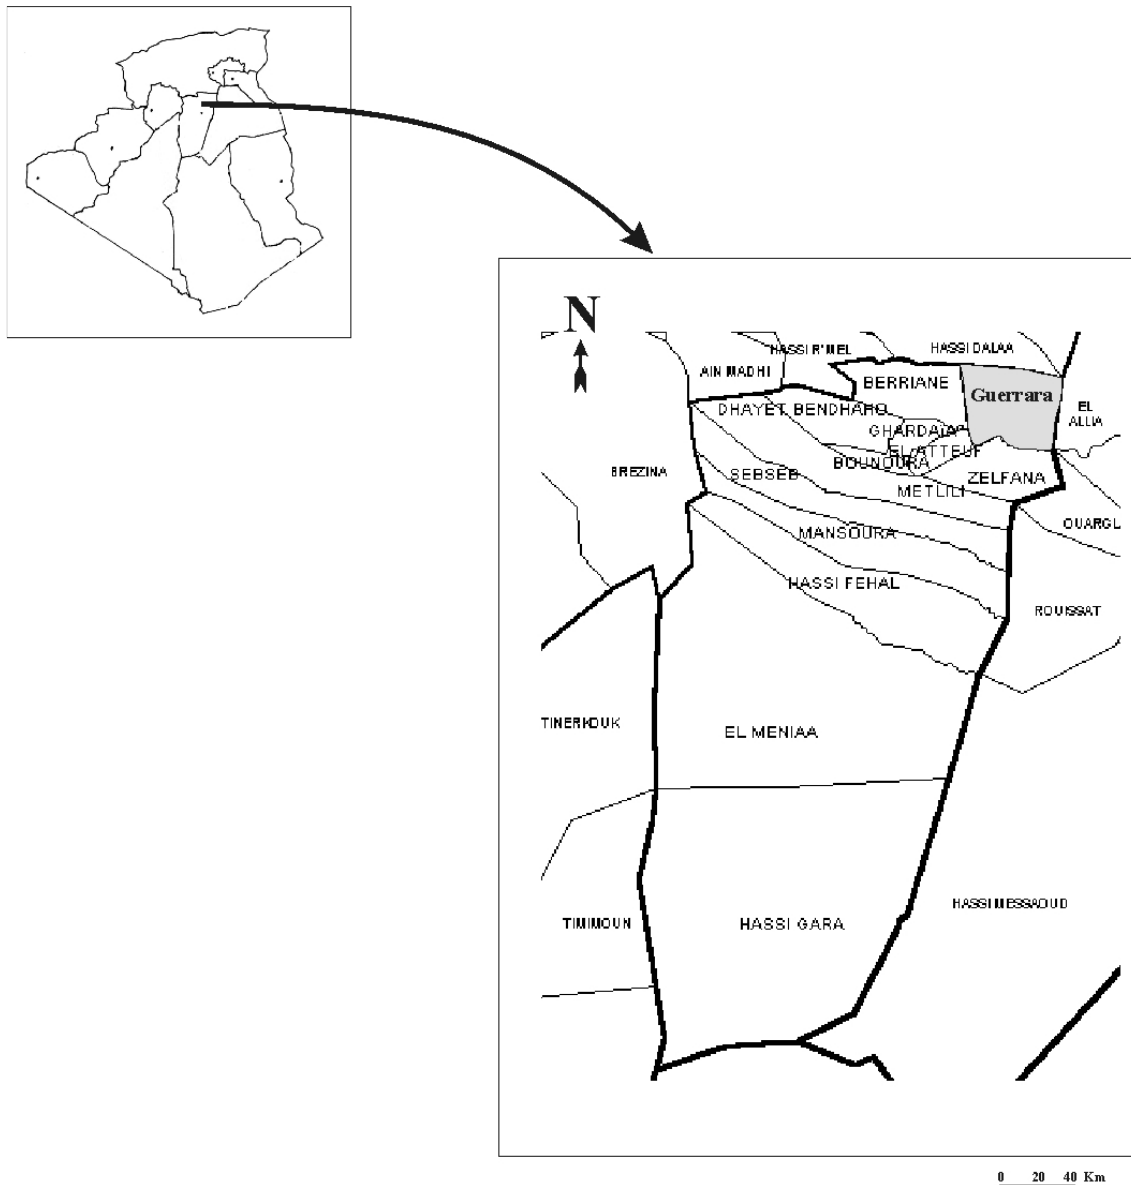 N
HASSI R'MEL
HASSI DALAA
AIN MADHI
BERRIANE
Guerrara
DHAYET BENDHAHO
EL
ALLIA
GHARDAIA
EL ATTEUF
BOUNOURA
BREZINA
SEBSEB
ZELFANA
METLILI
OUARGL
MANSOURA
HASSI FEHAL
ROUISSAT
TINERKOUK
EL MENIAA
HASSI MESSAOUD
TIMIMOUN
HASSI GARA
0 20 40 Km